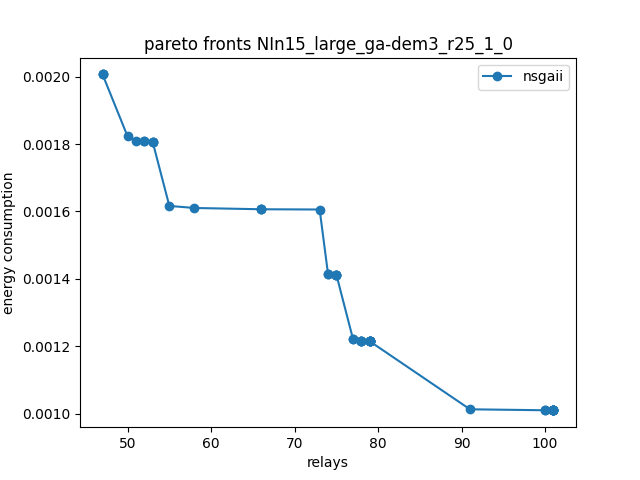 pareto fronts NIn15_large_ga-dem3_r25_1_0
nsgaii
0.0020
0.0018
0.0016
0.0014
0.0012
0.0010
energy consumption
50 60 70 80 90 100
relays